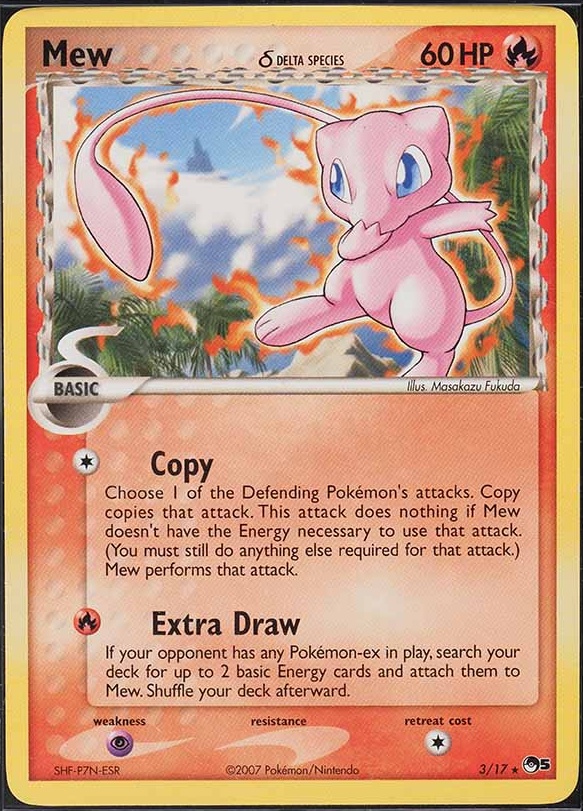 Mew δ DELTA SPECIES 60 HP
Illus. Masakazu Fukuda
BASIC
Copy
Choose 1 of the Defending Pokémon's attacks. Copy
copies that attack. This attack does nothing if Mew
doesn't have the Energy necessary to use that attack.
(You must still do anything else required for that attack.)
Mew performs that attack.
Extra Draw
If your opponent has any Pokémon-ex in play, search your
deck for up to 2 basic Energy cards and attach them to
Mew. Shuffle your deck afterward.
weakness resistance retreat cost
SHF-P7N-ESR ©2007 Pokémon/Nintendo 3/17 ★ 5